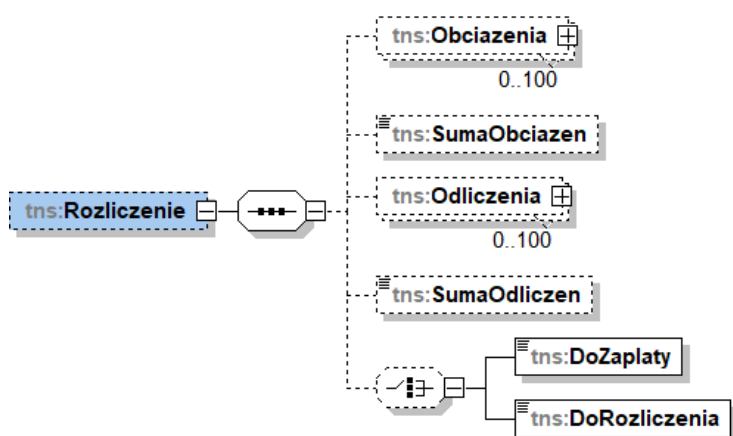 tns:Obciazenia
0..100
tns:SumaObciazen
tns:Rozliczenie
tns:Odliczenia
0..100
tns:SumaOdliczen
tns:DoZaplaty
tns:DoRozliczenia